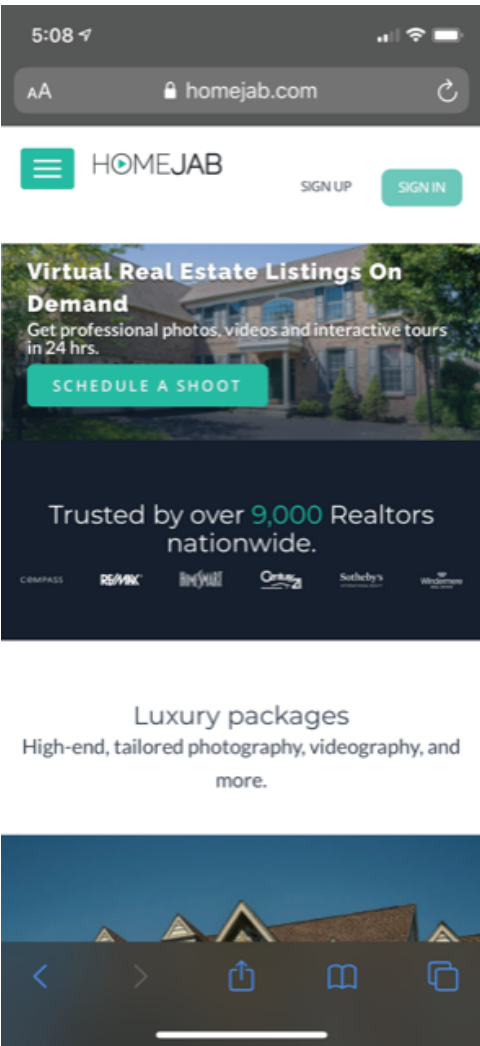 5:08
AA homejab.com
HOMEJAB
SIGN UP SIGN IN
Virtual Real Estate Listings On
Demand
Get professional photos, videos and interactive tours
in 24 hrs.
SCHEDULE A SHOOT
Trusted by over 9,000 Realtors
nationwide.
COMPASS RE/MAX HomeSmart Century 21 Sotheby's Windermere
Luxury packages
High-end, tailored photography, videography, and
more.